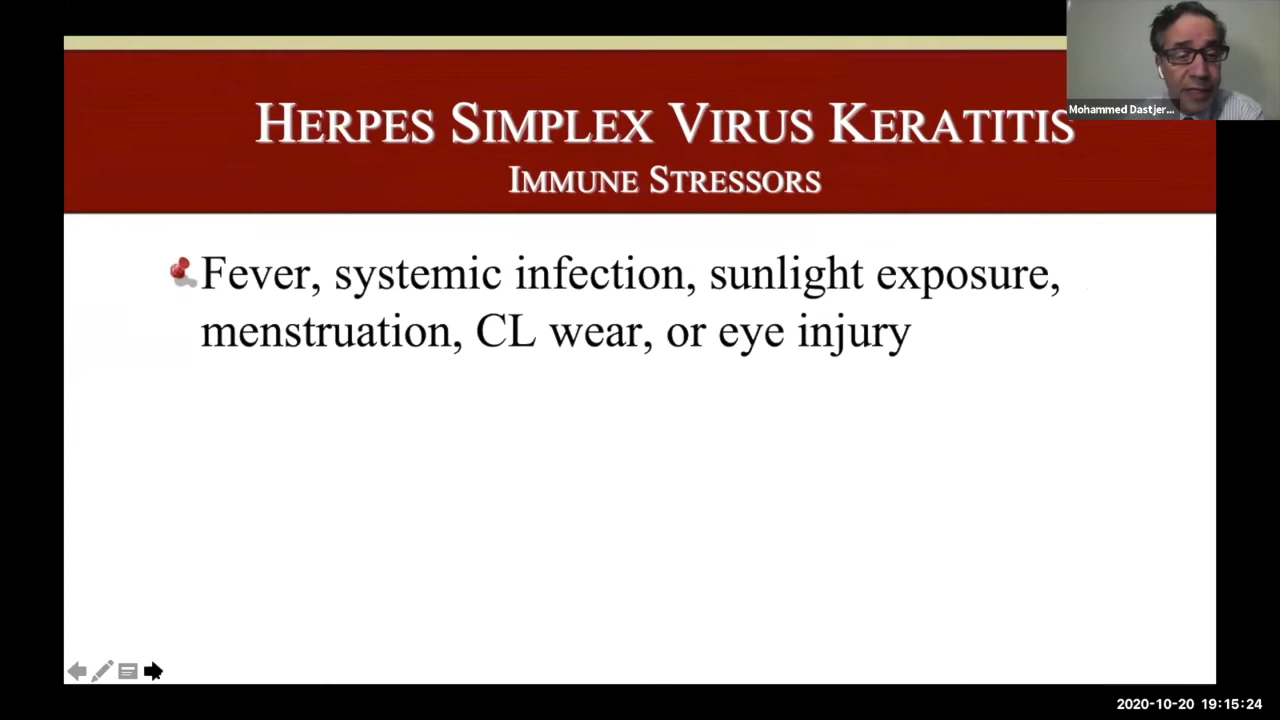 HERPES SIMPLEX VIRUS KERATITIS
IMMUNE STRESSORS
Mohammed Dastjer...
Fever, systemic infection, sunlight exposure,
menstruation, CL wear, or eye injury
2020-10-20 19:15:24